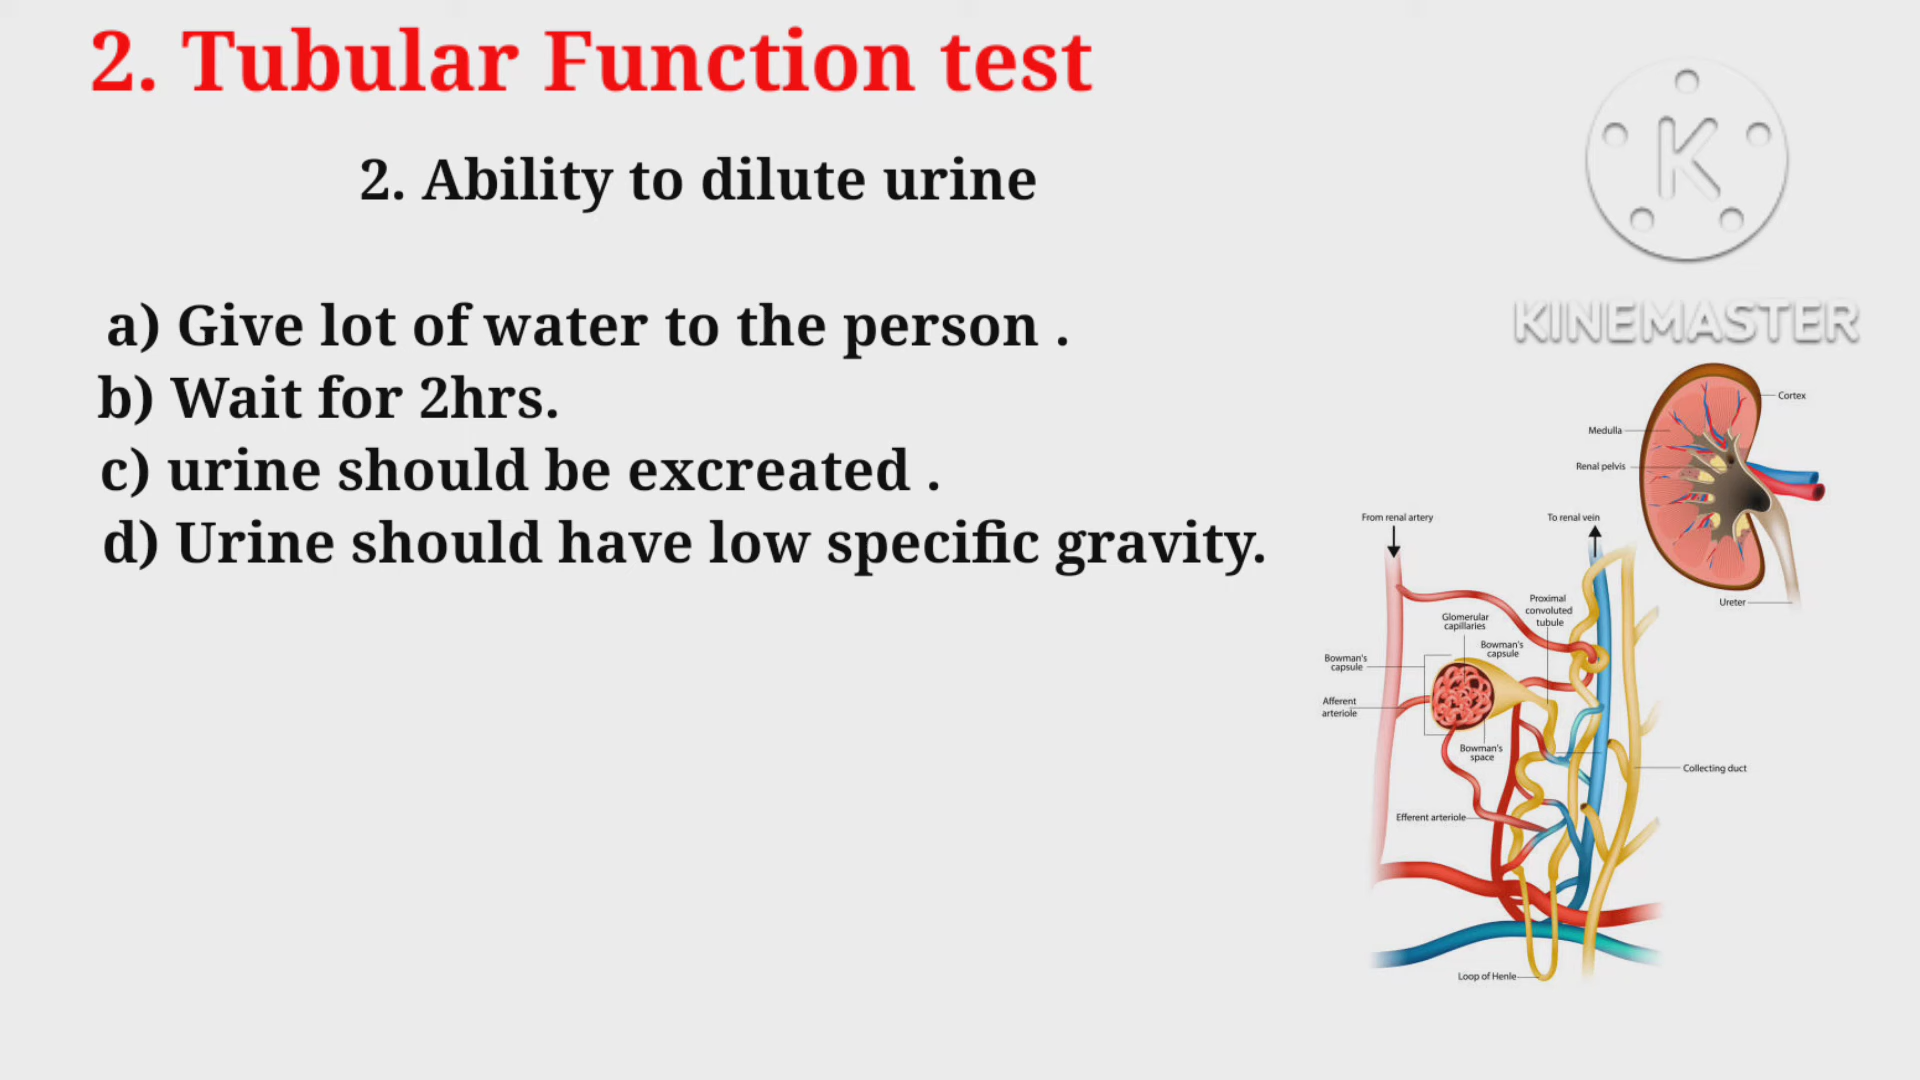 2. Tubular Function test
2. Ability to dilute urine
a) Give lot of water to the person .
b) Wait for 2hrs.
c) urine should be excreated .
d) Urine should have low specific gravity.
KINEMASTER
Cortex
Medulla
Renal pelvis
Ureter
From renal artery
To renal vein
Proximal
convoluted
tubule
Glomerular
capillaries
Bowman's
capsule
Bowman's
capsule
Afferent
arteriole
Bowman's
space
Collecting duct
Efferent arteriole
Loop of Henle